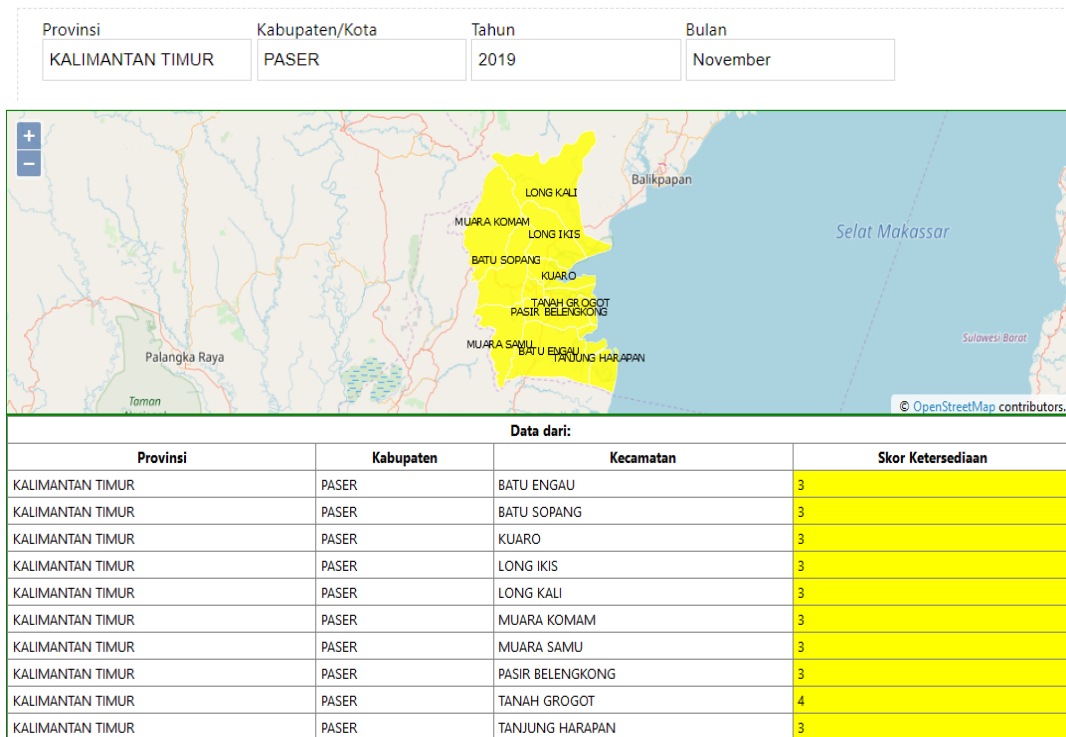 Provinsi Kabupaten/Kota Tahun Bulan
KALIMANTAN TIMUR PASER 2019 November
+
−
Balikpapan
LONG KALI
MUARA KOMAM
LONG IKIS
Selat Makassar
BATU SOPANG
KUARO
TANAH GROGOT
PASIR BELENGKONG
Sulawesi Barat
MUARA SAMU
BATU ENGAU
TANJUNG HARAPAN
Palangka Raya
Taman
© OpenStreetMap contributors.
Data dari:
Provinsi Kabupaten Kecamatan Skor Ketersediaan
KALIMANTAN TIMUR PASER BATU ENGAU 3
KALIMANTAN TIMUR PASER BATU SOPANG 3
KALIMANTAN TIMUR PASER KUARO 3
KALIMANTAN TIMUR PASER LONG IKIS 3
KALIMANTAN TIMUR PASER LONG KALI 3
KALIMANTAN TIMUR PASER MUARA KOMAM 3
KALIMANTAN TIMUR PASER MUARA SAMU 3
KALIMANTAN TIMUR PASER PASIR BELENGKONG 3
KALIMANTAN TIMUR PASER TANAH GROGOT 4
KALIMANTAN TIMUR PASER TANJUNG HARAPAN 3